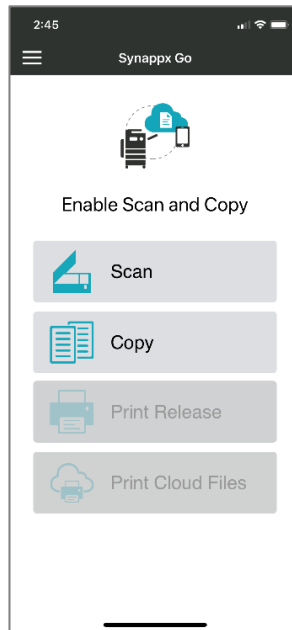 2:45
Synappx Go
Enable Scan and Copy
Scan
Copy
Print Release
Print Cloud Files